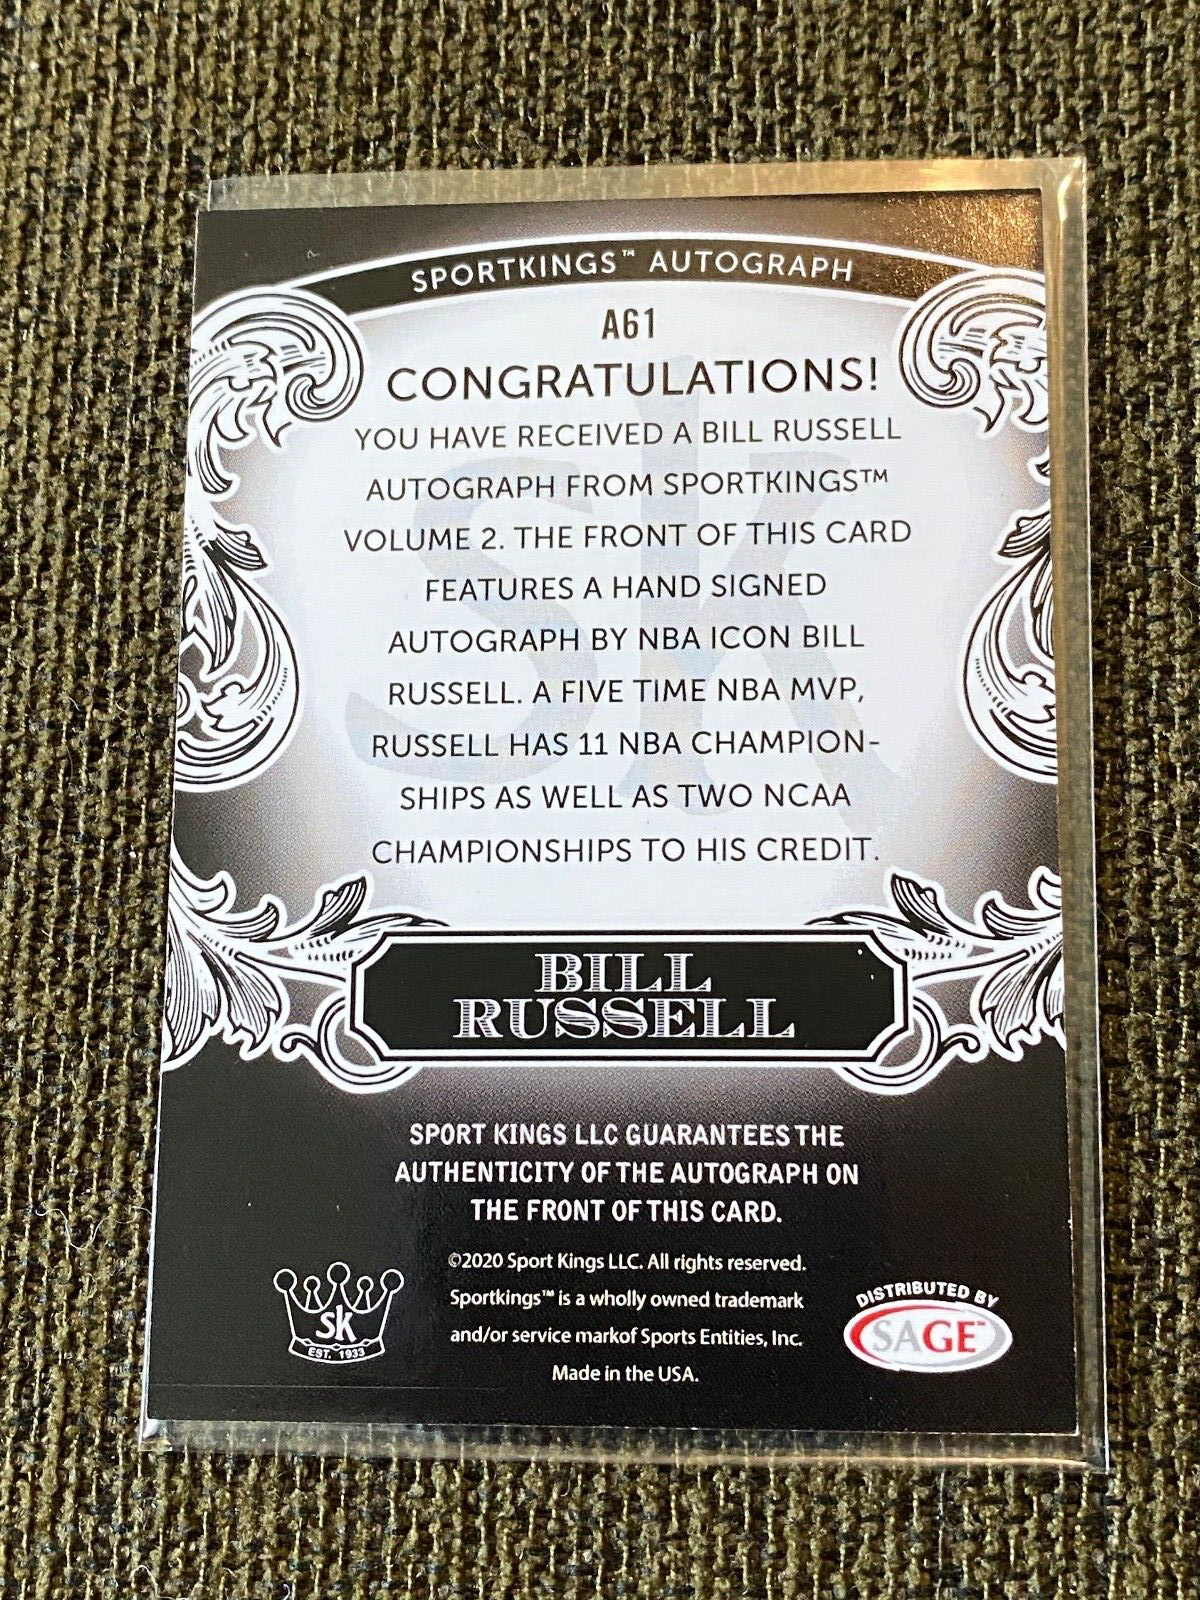 SPORTKINGS™ AUTOGRAPH
A61
CONGRATULATIONS!
YOU HAVE RECEIVED A BILL RUSSELL
AUTOGRAPH FROM SPORTKINGS™
VOLUME 2. THE FRONT OF THIS CARD
FEATURES A HAND SIGNED
AUTOGRAPH BY NBA ICON BILL
RUSSELL. A FIVE TIME NBA MVP,
RUSSELL HAS 11 NBA CHAMPION-
SHIPS AS WELL AS TWO NCAA
CHAMPIONSHIPS TO HIS CREDIT.
sk
BILL
RUSSELL
SPORT KINGS LLC GUARANTEES THE
AUTHENTICITY OF THE AUTOGRAPH ON
THE FRONT OF THIS CARD.
©2020 Sport Kings LLC. All rights reserved.
Sportkings™ is a wholly owned trademark
and/or service markof Sports Entities, Inc.
Made in the USA.
sk
EST. 1933
DISTRIBUTED BY
SAGE™